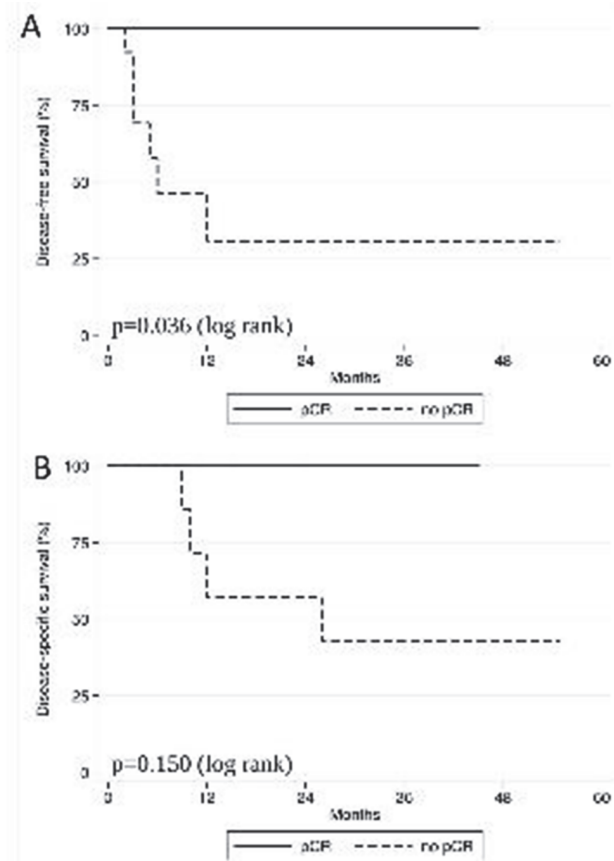 A
100
75
50
25
0
Disease-free survival (%)
p=0.036 (log rank)
0 12 24 36 48 60
Months
pCR no pCR
B
100
75
50
25
0
Disease-specific survival (%)
p=0.150 (log rank)
0 12 24 36 48 60
Months
pCR no pCR